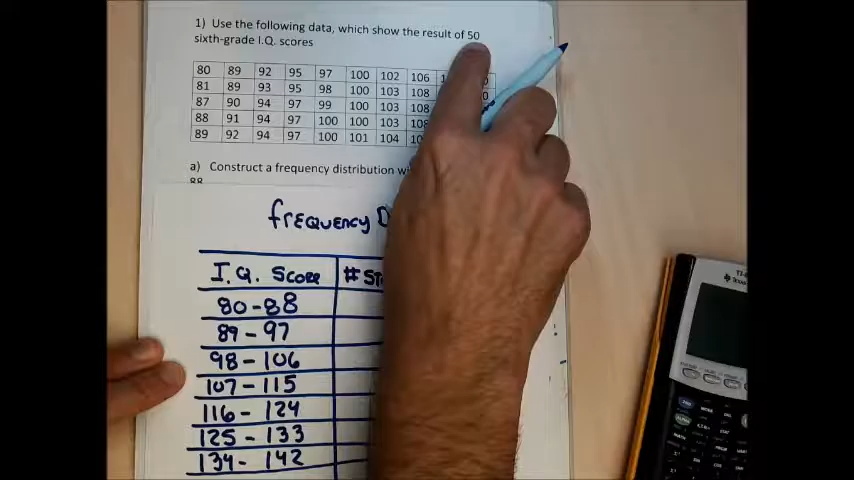 1) Use the following data, which show the result of 50
sixth-grade I.Q. scores
80 89 92 95 97 100 102 106
81 89 93 95 98 100 103 108
87 90 94 97 99 100 103 108
88 91 94 97 100 100 103 108
89 92 94 97 100 101 104
a) Construct a frequency distribution
88
frequency D
I.Q. Score # St
80-88
89-97
98-106
107-115
116-124
125-133
134-142